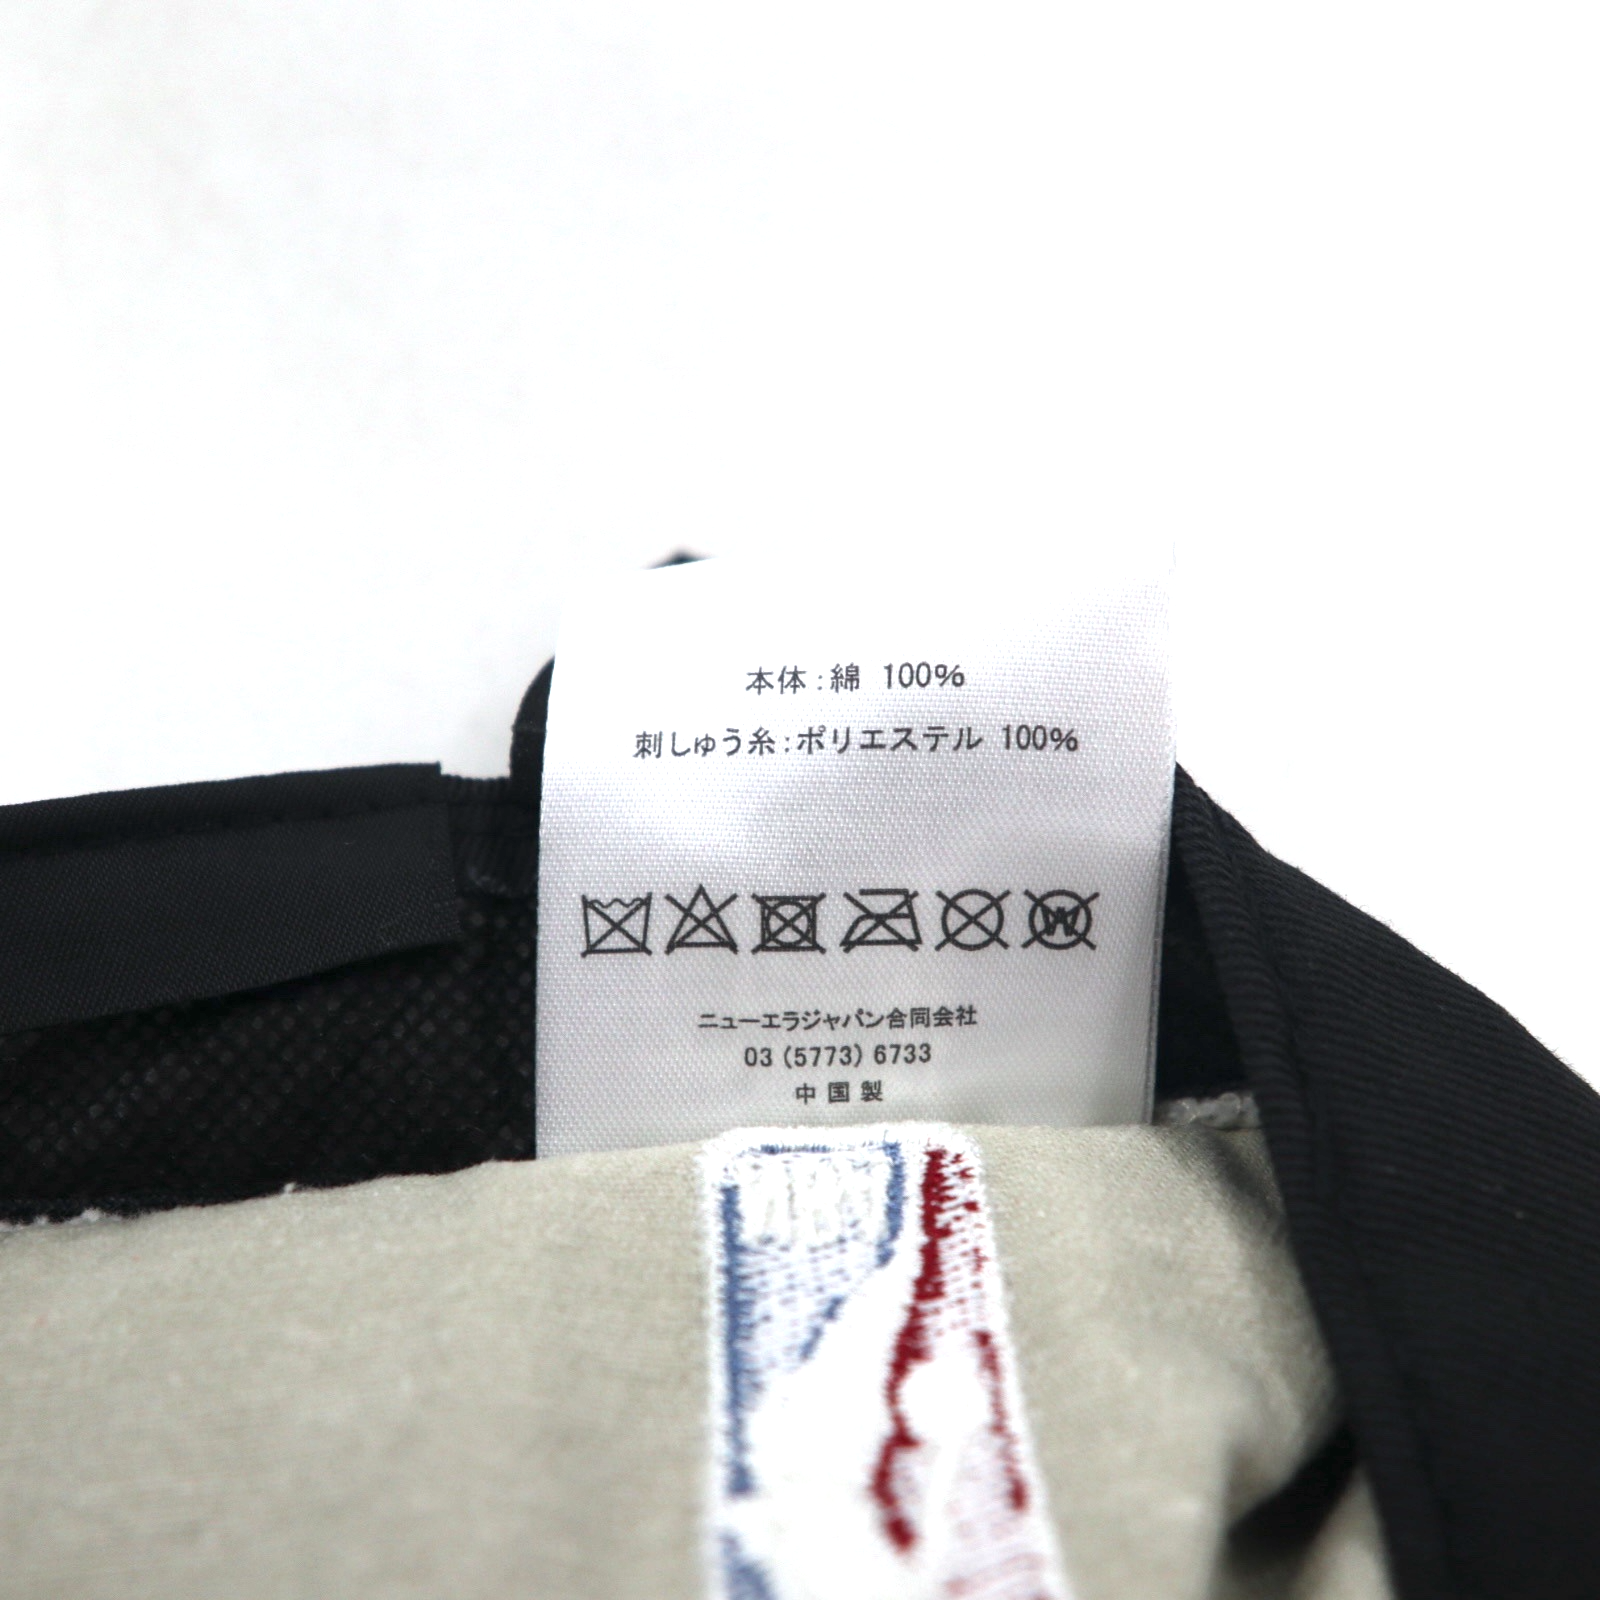 本体:綿 100%
刺しゅう糸:ポリエステル 100%
W
ニューエラジャパン合同会社
03 (5773) 6733
中国製